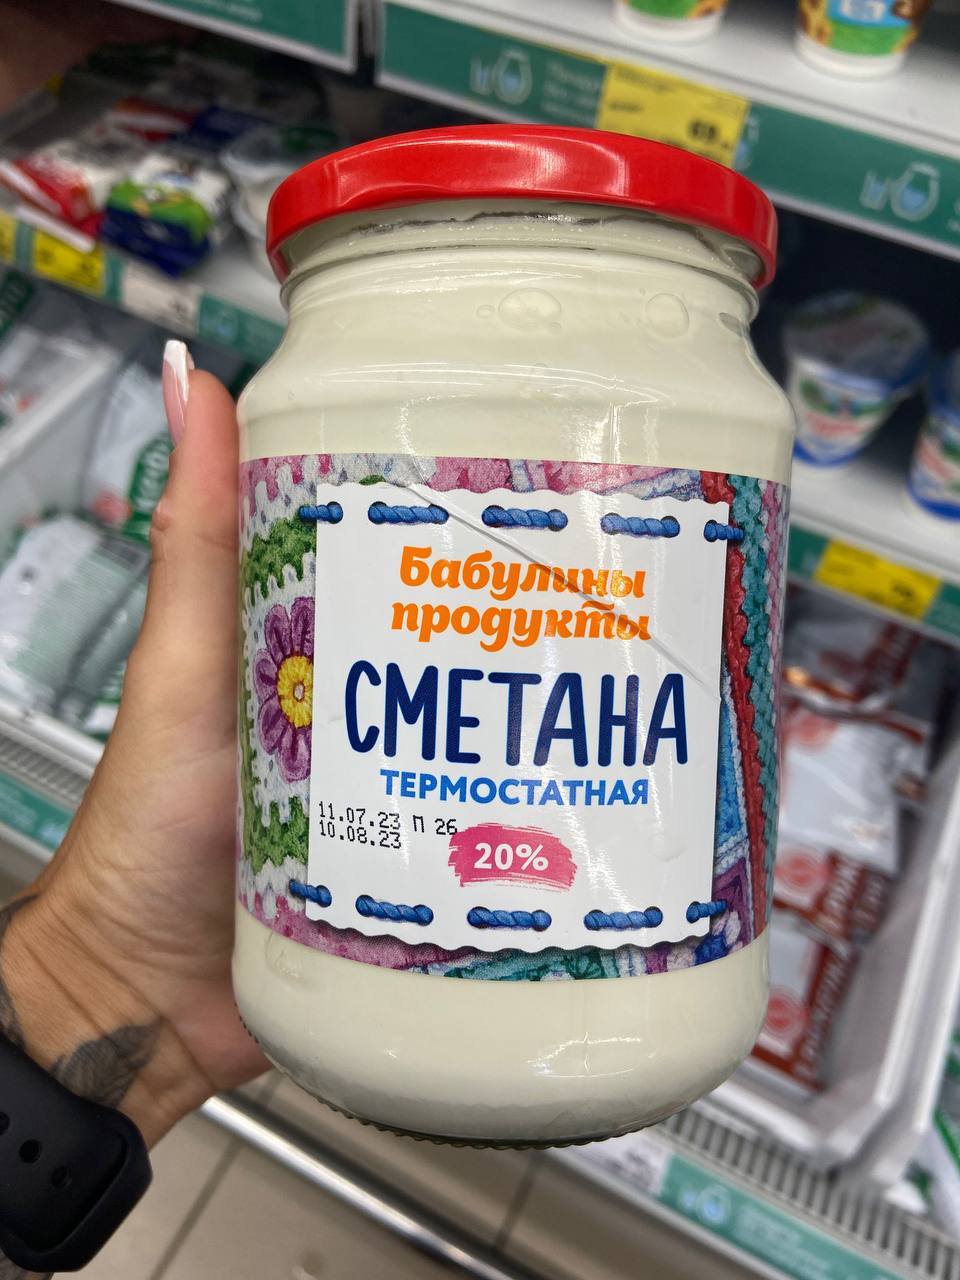 Бабулины
продукты
СМЕТАНА
ТЕРМОСТАТНАЯ
11.07.23 П 26
10.08.23
20%